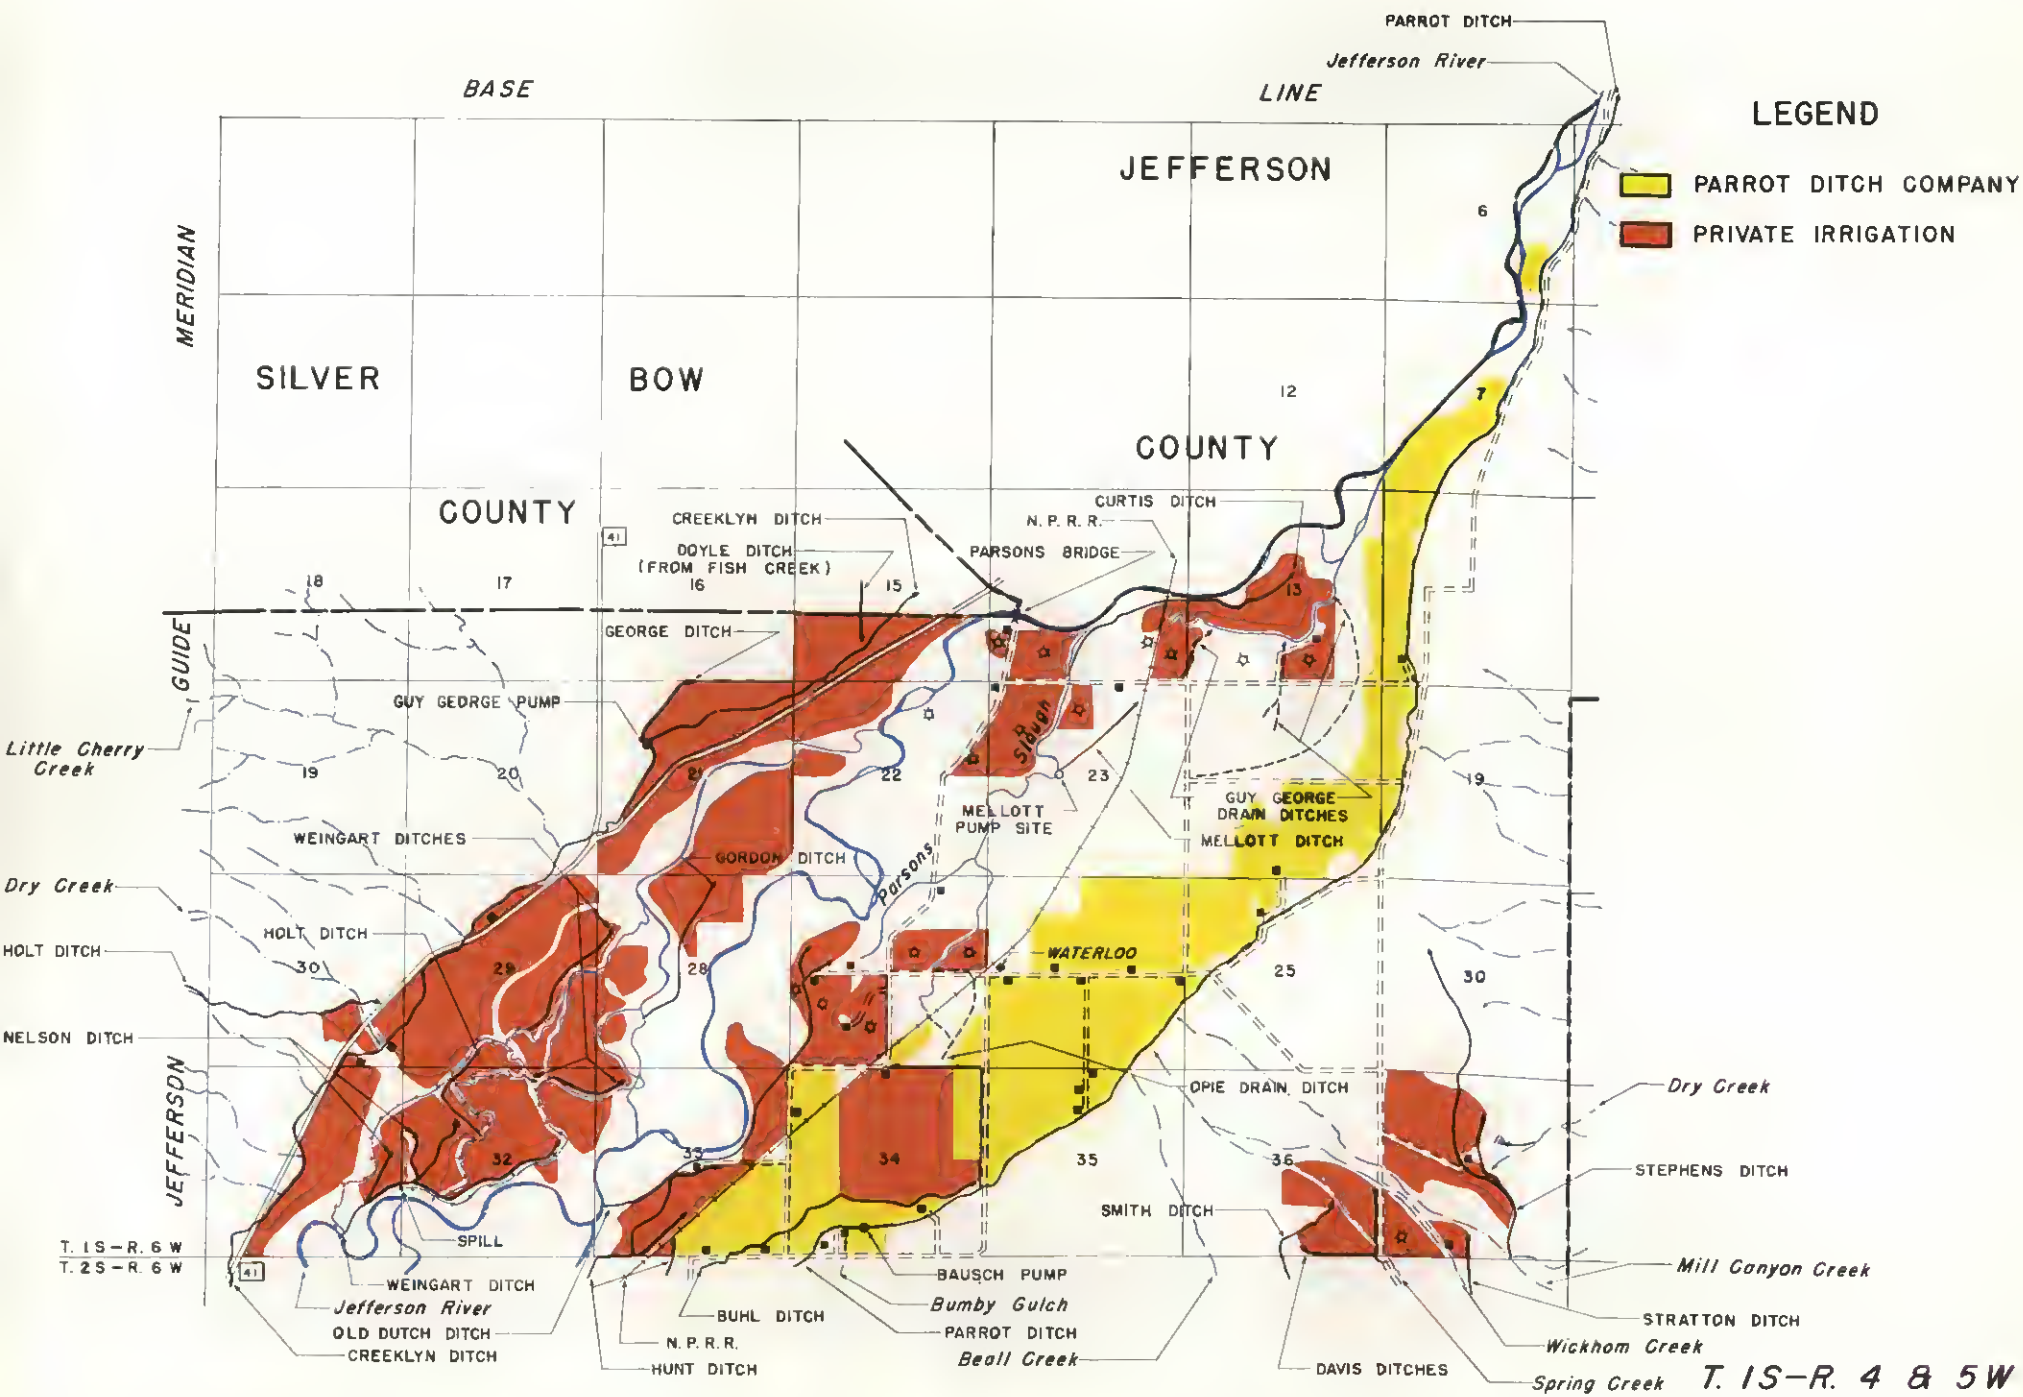 PARROT DITCH
Jefferson River
BASE
LINE
LEGEND
JEFFERSON
PARROT DITCH COMPANY
6
PRIVATE IRRIGATION
MERIDIAN
SILVER
BOW
12
7
COUNTY
COUNTY
CURTIS DITCH
41
CREEKLYN DITCH
N. P. R. R.
DOYLE DITCH
(FROM FISH CREEK)
PARSONS BRIDGE
18
17
16
15
13
GUIDE
GEORGE DITCH
GUY GEORGE PUMP
Slough
Little Cherry
Creek
19
20
21
22
23
19
MELLOTT
PUMP SITE
GUY GEORGE
DRAIN DITCHES
WEINGART DITCHES
MELLOTT DITCH
GORDON DITCH
Parsons
Dry Creek
HOLT DITCH
HOLT DITCH
WATERLOO
30
29
28
25
30
NELSON DITCH
JEFFERSON
OPIE DRAIN DITCH
Dry Creek
32
33
34
35
36
STEPHENS DITCH
SMITH DITCH
SPILL
T. 1S-R. 6 W
T. 2S-R. 6 W
41
WEINGART DITCH
BAUSCH PUMP
Mill Canyon Creek
Jefferson River
BUHL DITCH
Bumby Gulch
STRATTON DITCH
OLD DUTCH DITCH
N. P. R. R.
PARROT DITCH
Wickhom Creek
CREEKLYN DITCH
HUNT DITCH
Beall Creek
DAVIS DITCHES
Spring Creek
T. 1S-R. 4 & 5W